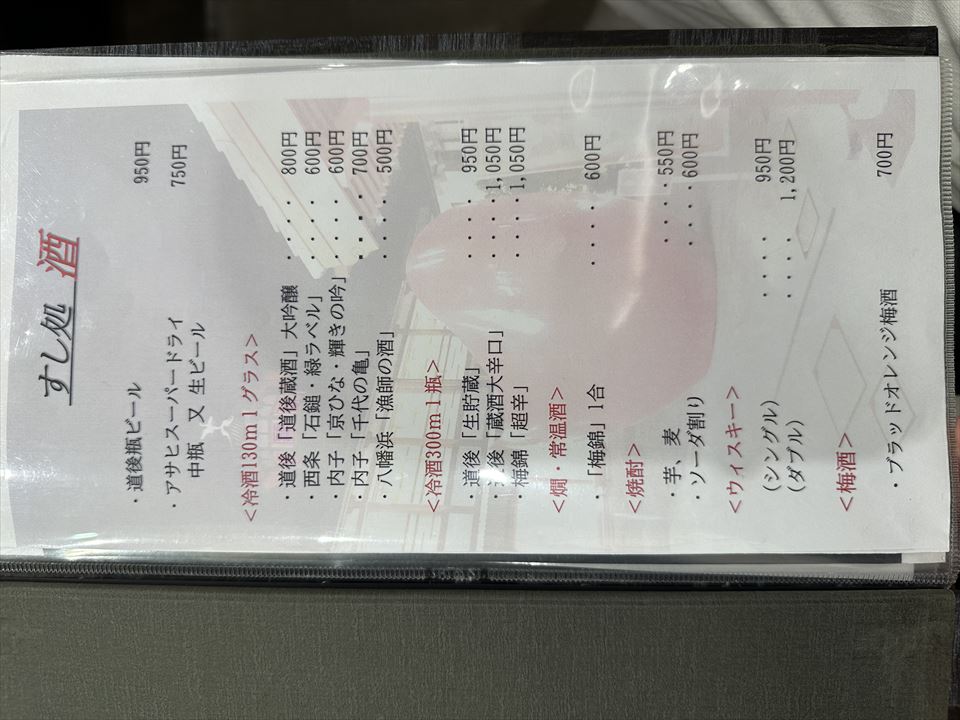 すし処 酒
・道後瓶ビール 950円
・アサヒスーパードライ 750円
中瓶 又 生ビール
<冷酒130ml グラス>
・道後「道後蔵酒」大吟醸 ・・・・ 800円
・西条「石鎚・緑ラベル」 ・・・・ 600円
・内子「京ひな・輝きの吟」・・・・ 600円
・内子「千代の亀」 ・・・・ 700円
・八幡浜「漁師の酒」 ・・・・ 500円
<冷酒300ml 瓶>
・道後「生貯蔵」 ・・・・ 950円
道後「蔵酒大辛口」 ・・・・ 1,050円
・梅錦「超辛」 ・・・・ 1,050円
<燗・常温酒>
・「梅錦」1合 ・・・・ 600円
<焼酎>
・芋、麦 ・・・・ 550円
・ソーダ割り ・・・・ 600円
<ウィスキー>
(シングル) ・・・・ 950円
(ダブル) ・・・・ 1,200円
<梅酒>
・ブラッドオレンジ梅酒 700円